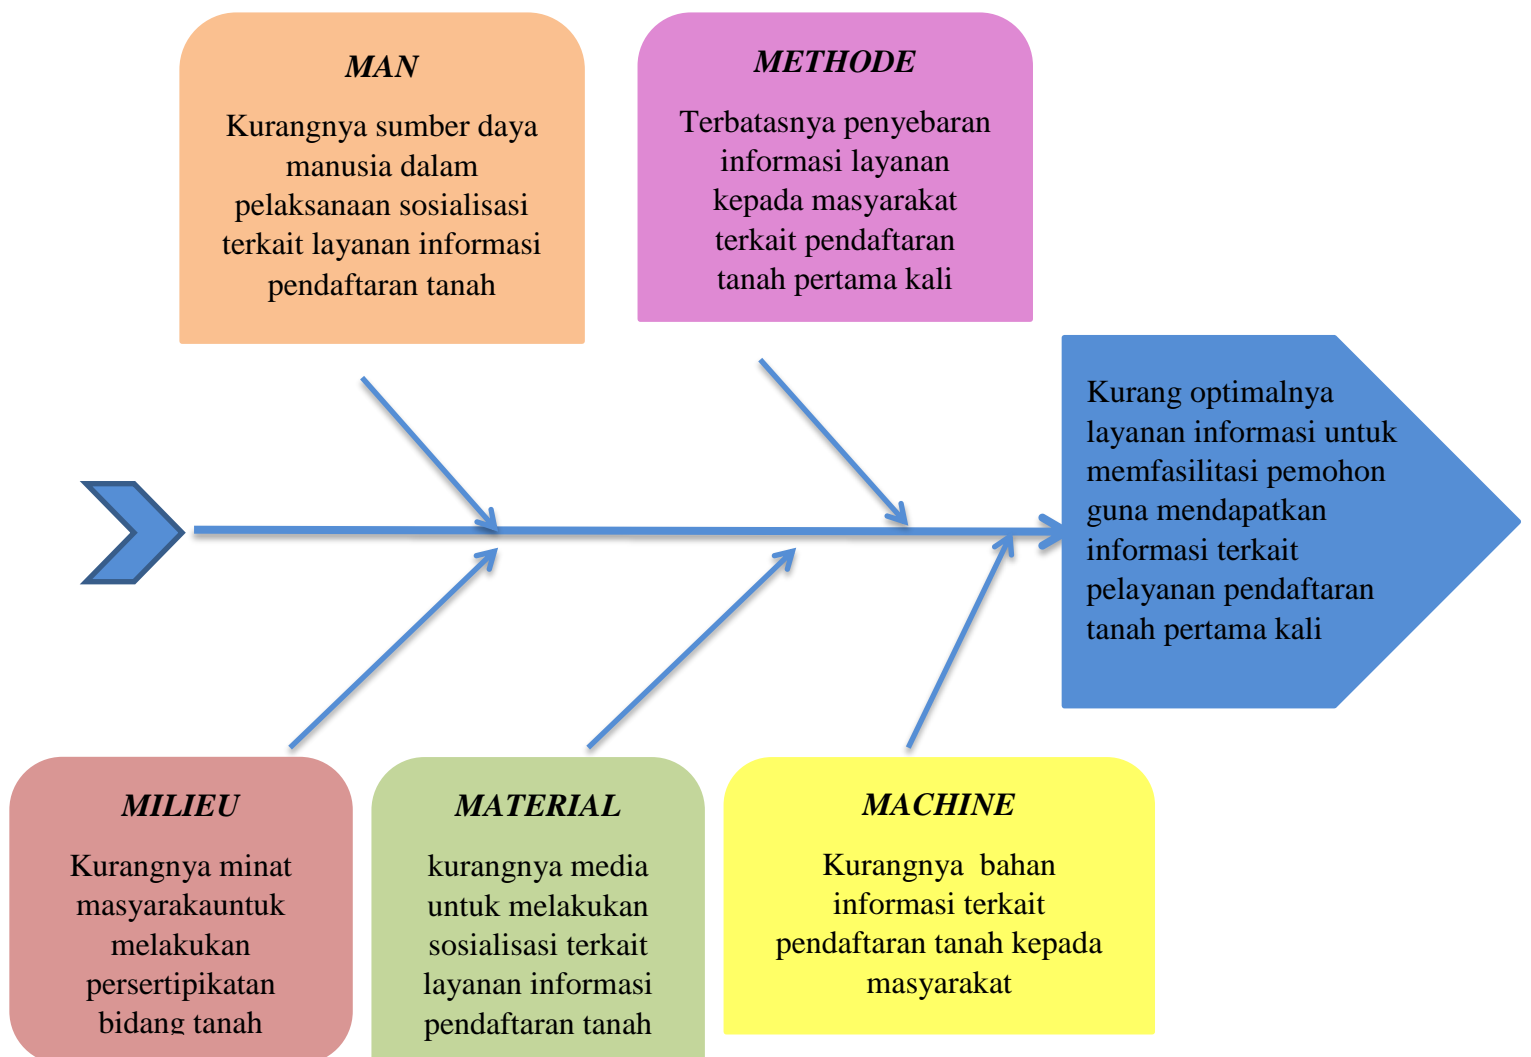 MAN
Kurangnya sumber daya
manusia dalam
pelaksanaan sosialisasi
terkait layanan informasi
pendaftaran tanah
METHODE
Terbatasnya penyebaran
informasi layanan
kepada masyarakat
terkait pendaftaran
tanah pertama kali
Kurang optimalnya
layanan informasi untuk
memfasilitasi pemohon
guna mendapatkan
informasi terkait
pelayanan pendaftaran
tanah pertama kali
MILIEU
Kurangnya minat
masyarakauntuk
melakukan
persertipikatan
bidang tanah
MATERIAL
kurangnya media
untuk melakukan
sosialisasi terkait
layanan informasi
pendaftaran tanah
MACHINE
Kurangnya  bahan
informasi terkait
pendaftaran tanah kepada
masyarakat